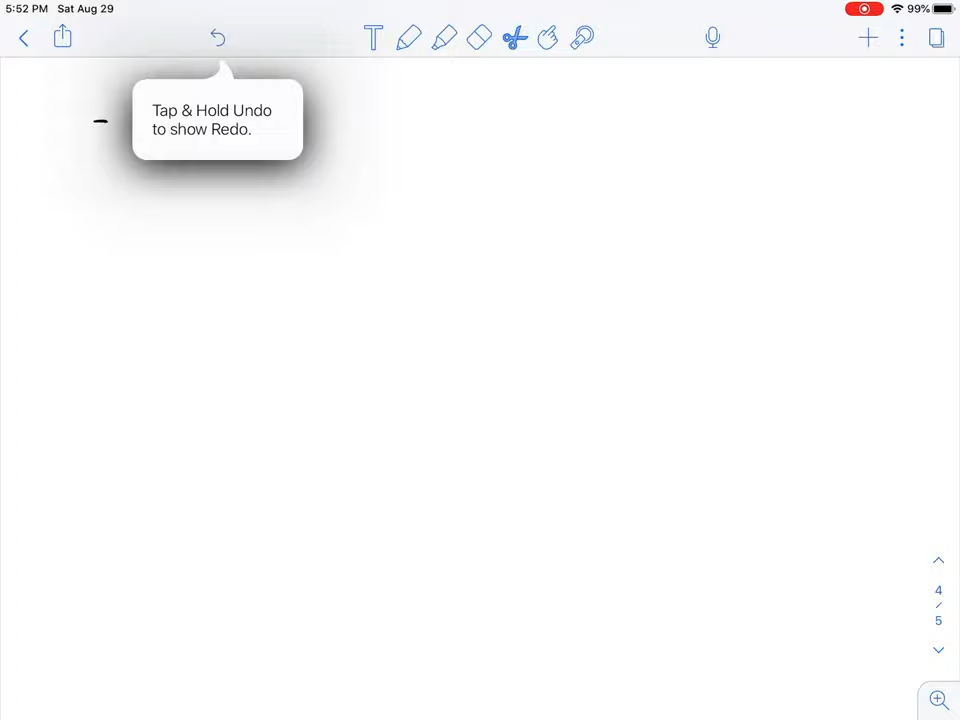 5:52 PM Sat Aug 29
99%
T
Tap & Hold Undo
to show Redo.
4
/
5